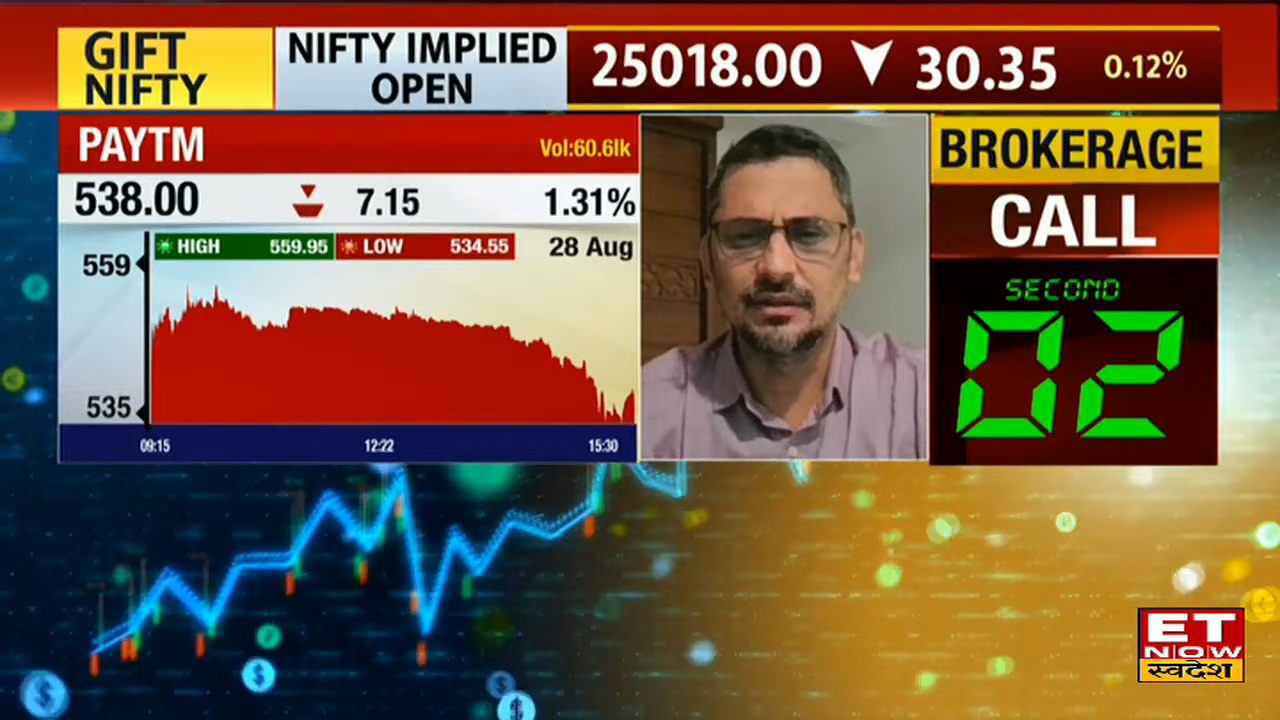 GIFT
NIFTY
NIFTY IMPLIED
OPEN
25018.00 ▼ 30.35 0.12%
PAYTM
Vol:60.6lk
538.00 7.15 1.31%
HIGH 559.95 LOW 534.55 28 Aug
559
535
09:15 12:22 15:30
BROKERAGE
CALL
SECOND
02
ET
NOW
स्वदेश